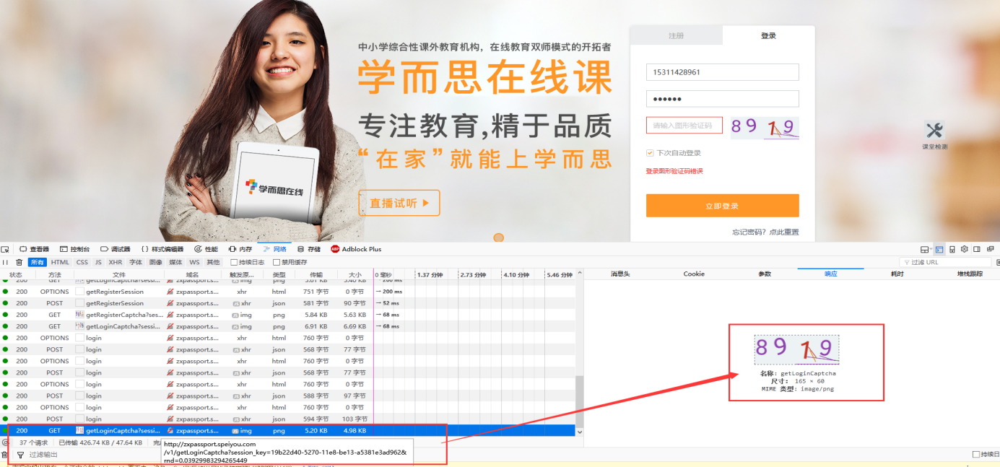 中小学综合性课外教育机构，在线教育双师模式的开拓者
学而思在线课
专注教育,精于品质
“在家”就能上学而思
直播试听
学而思在线
注册 登录
15311428961
●●●●●●
请输入图形验证码 89 19
下次自动登录
登录图形验证码错误
立即登录
忘记密码？点此重置
课堂检测
查看器 控制台 调试器 {} 样式编辑器 性能 内存 网络 存储 ABP Adblock Plus
所有 HTML CSS JS XHR 字体 图像 媒体 WS 其他 持续日志 禁用缓存 过滤 URL
状态 方法 文件 域名 触发源... 类型 传输 大小 0 毫秒 1.37 分钟 2.73 分钟 4.10 分钟 5.46 分钟 消息头 Cookie 参数 响应 耗时 堆栈跟踪
200 GET getLoginCaptcha?sessi... zxpassport.s... JS img png 5.61 KB 5.40 KB → 200 ms
200 OPTIONS getRegisterSession zxpassport.s... xhr html 751 字节 0 字节 → 200 ms
200 POST getRegisterSession zxpassport.s... JS xhr json 581 字节 90 字节 → 52 ms
200 GET getRegisterCaptcha?ses... zxpassport.s... JS img png 5.84 KB 5.63 KB → 68 ms
200 GET getLoginCaptcha?sessi... zxpassport.s... JS img png 6.91 KB 6.69 KB → 68 ms
200 OPTIONS login zxpassport.s... xhr html 760 字节 0 字节
200 POST login zxpassport.s... JS xhr json 568 字节 77 字节
200 OPTIONS login zxpassport.s... xhr html 760 字节 0 字节
200 POST login zxpassport.s... JS xhr json 568 字节 77 字节
200 OPTIONS login zxpassport.s... xhr html 760 字节 0 字节
200 POST login zxpassport.s... JS xhr json 588 字节 97 字节
200 OPTIONS login zxpassport.s... xhr html 760 字节 0 字节
200 POST login zxpassport.s... JS xhr json 594 字节 103 字节
200 GET getLoginCaptcha?sessi... zxpassport.s... JS img png 5.20 KB 4.98 KB
37 个请求 已传输 426.74 KB / 47.64 KB
过滤输出
http://zxpassport.speiyou.com
/v1/getLoginCaptcha?session_key=19b22d40-5270-11e8-be13-a5381e3ad962&
rnd=0.03929983294265449
89 19
名称: getLoginCaptcha
尺寸: 165 × 60
MIME 类型: image/png
持续日